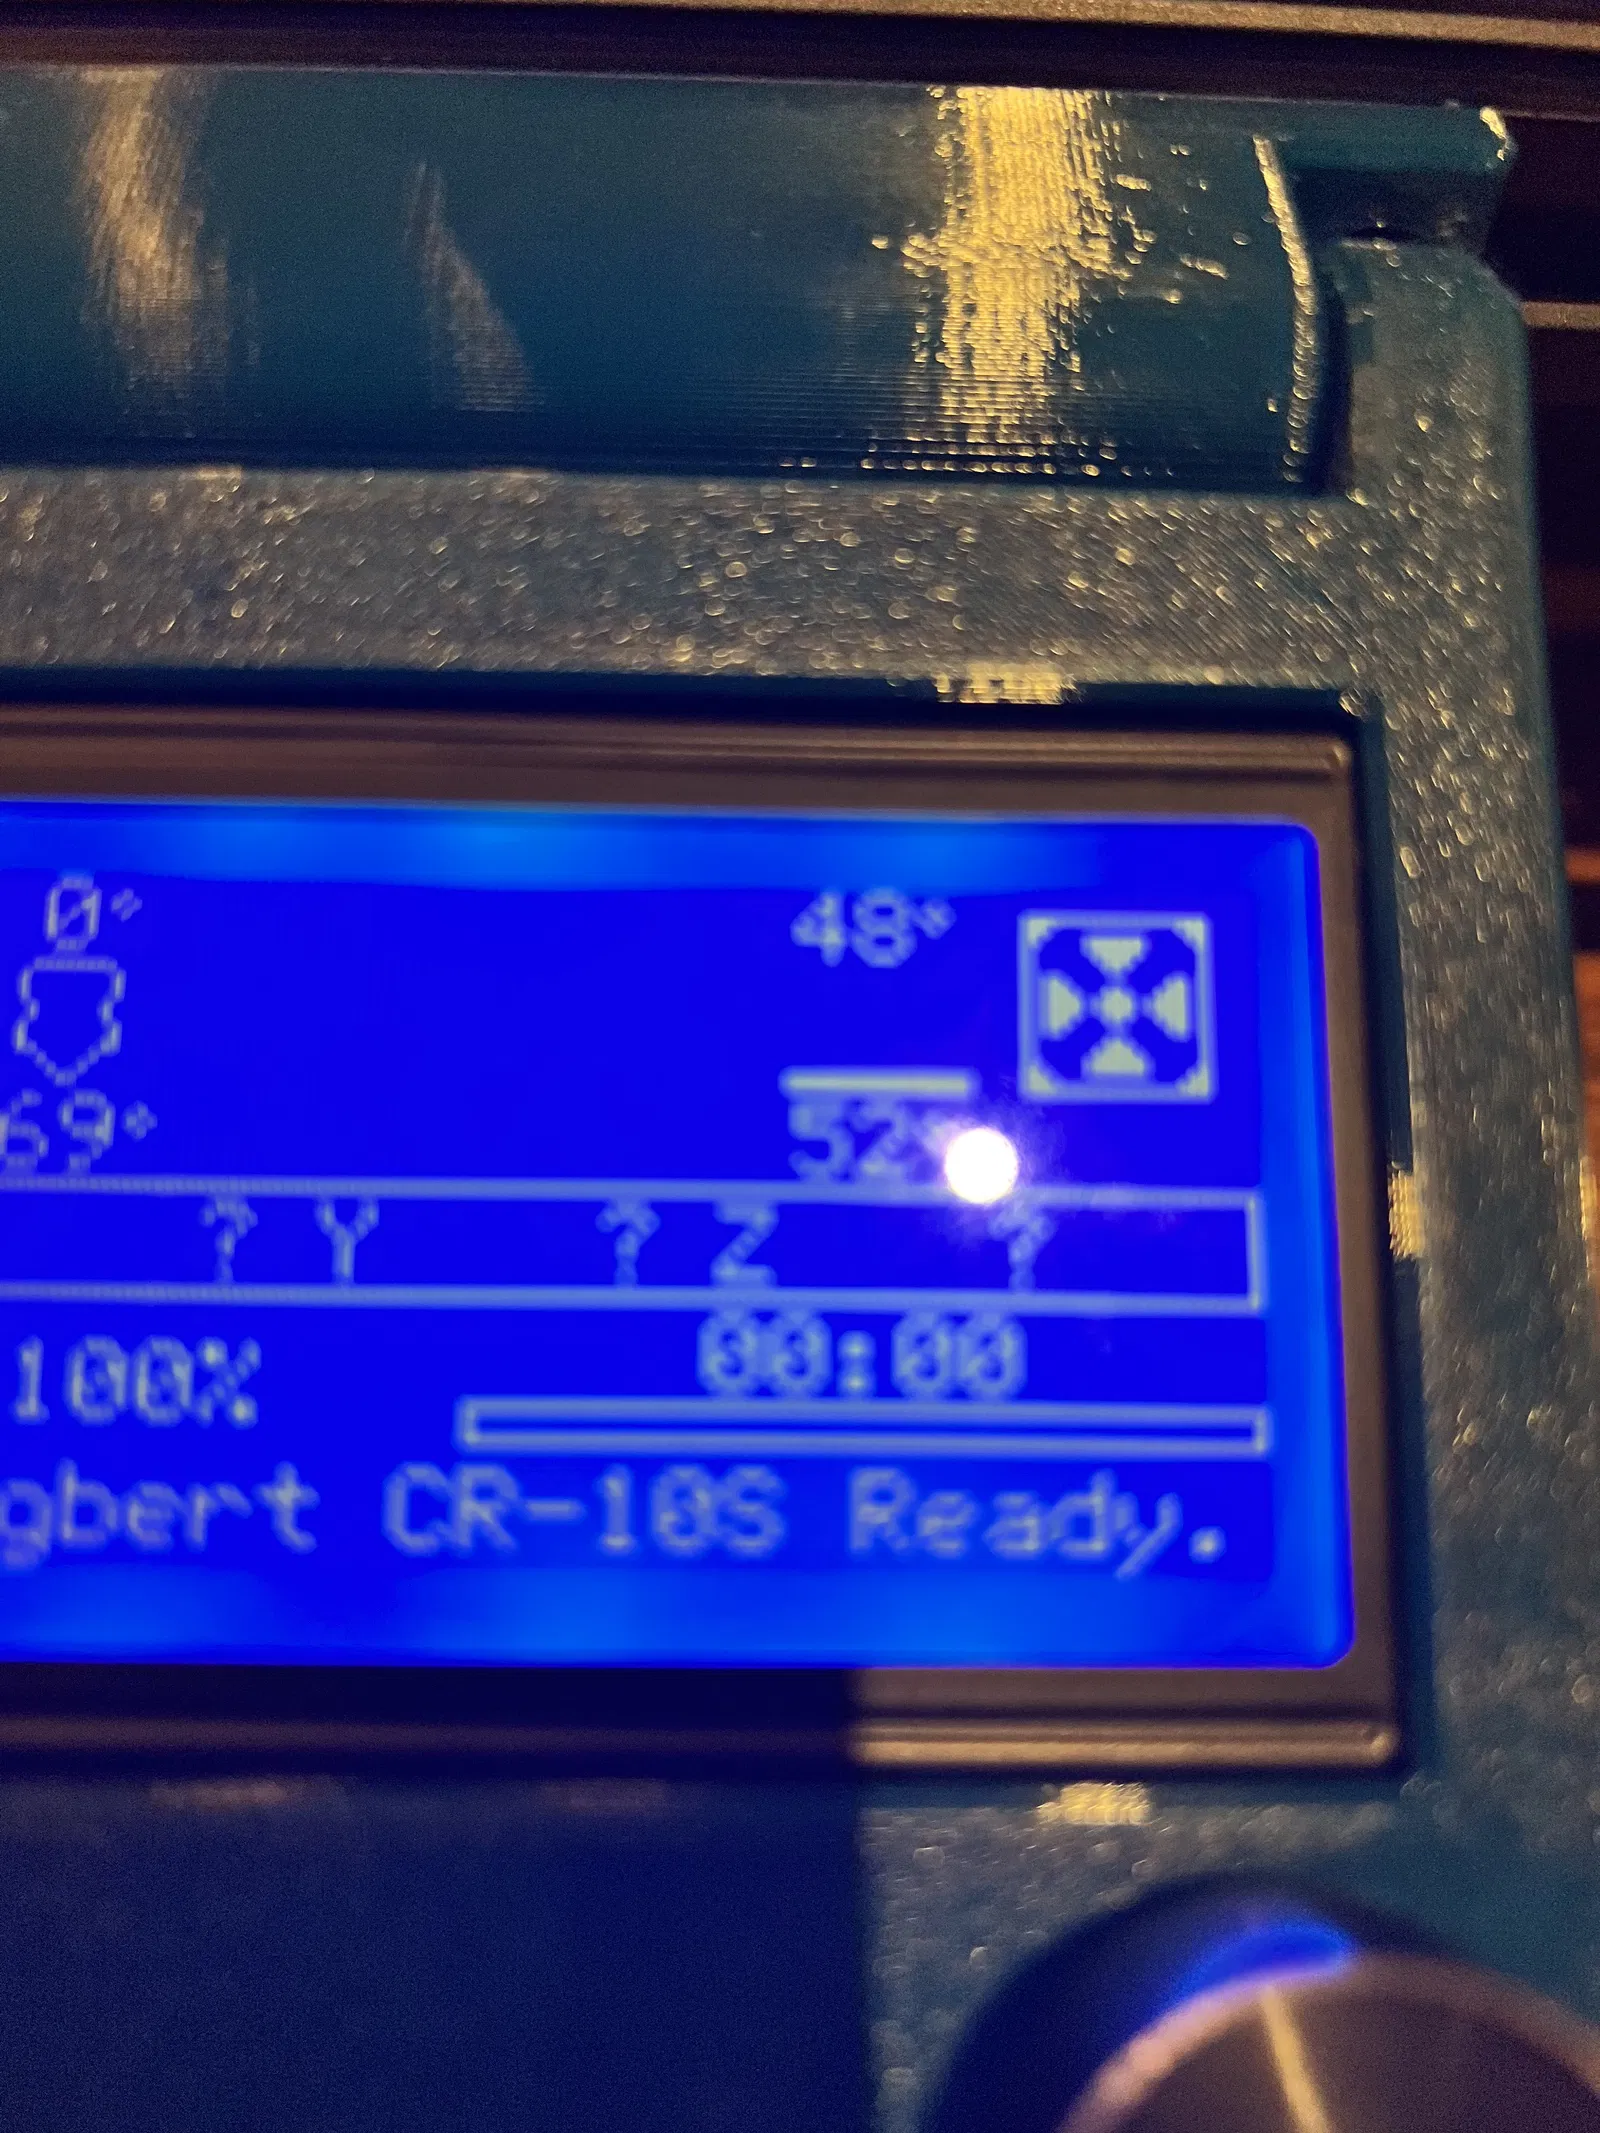 0° 48°
69° 52°
? Y ? Z ?
100% 00:00
gbert CR-10S Ready.